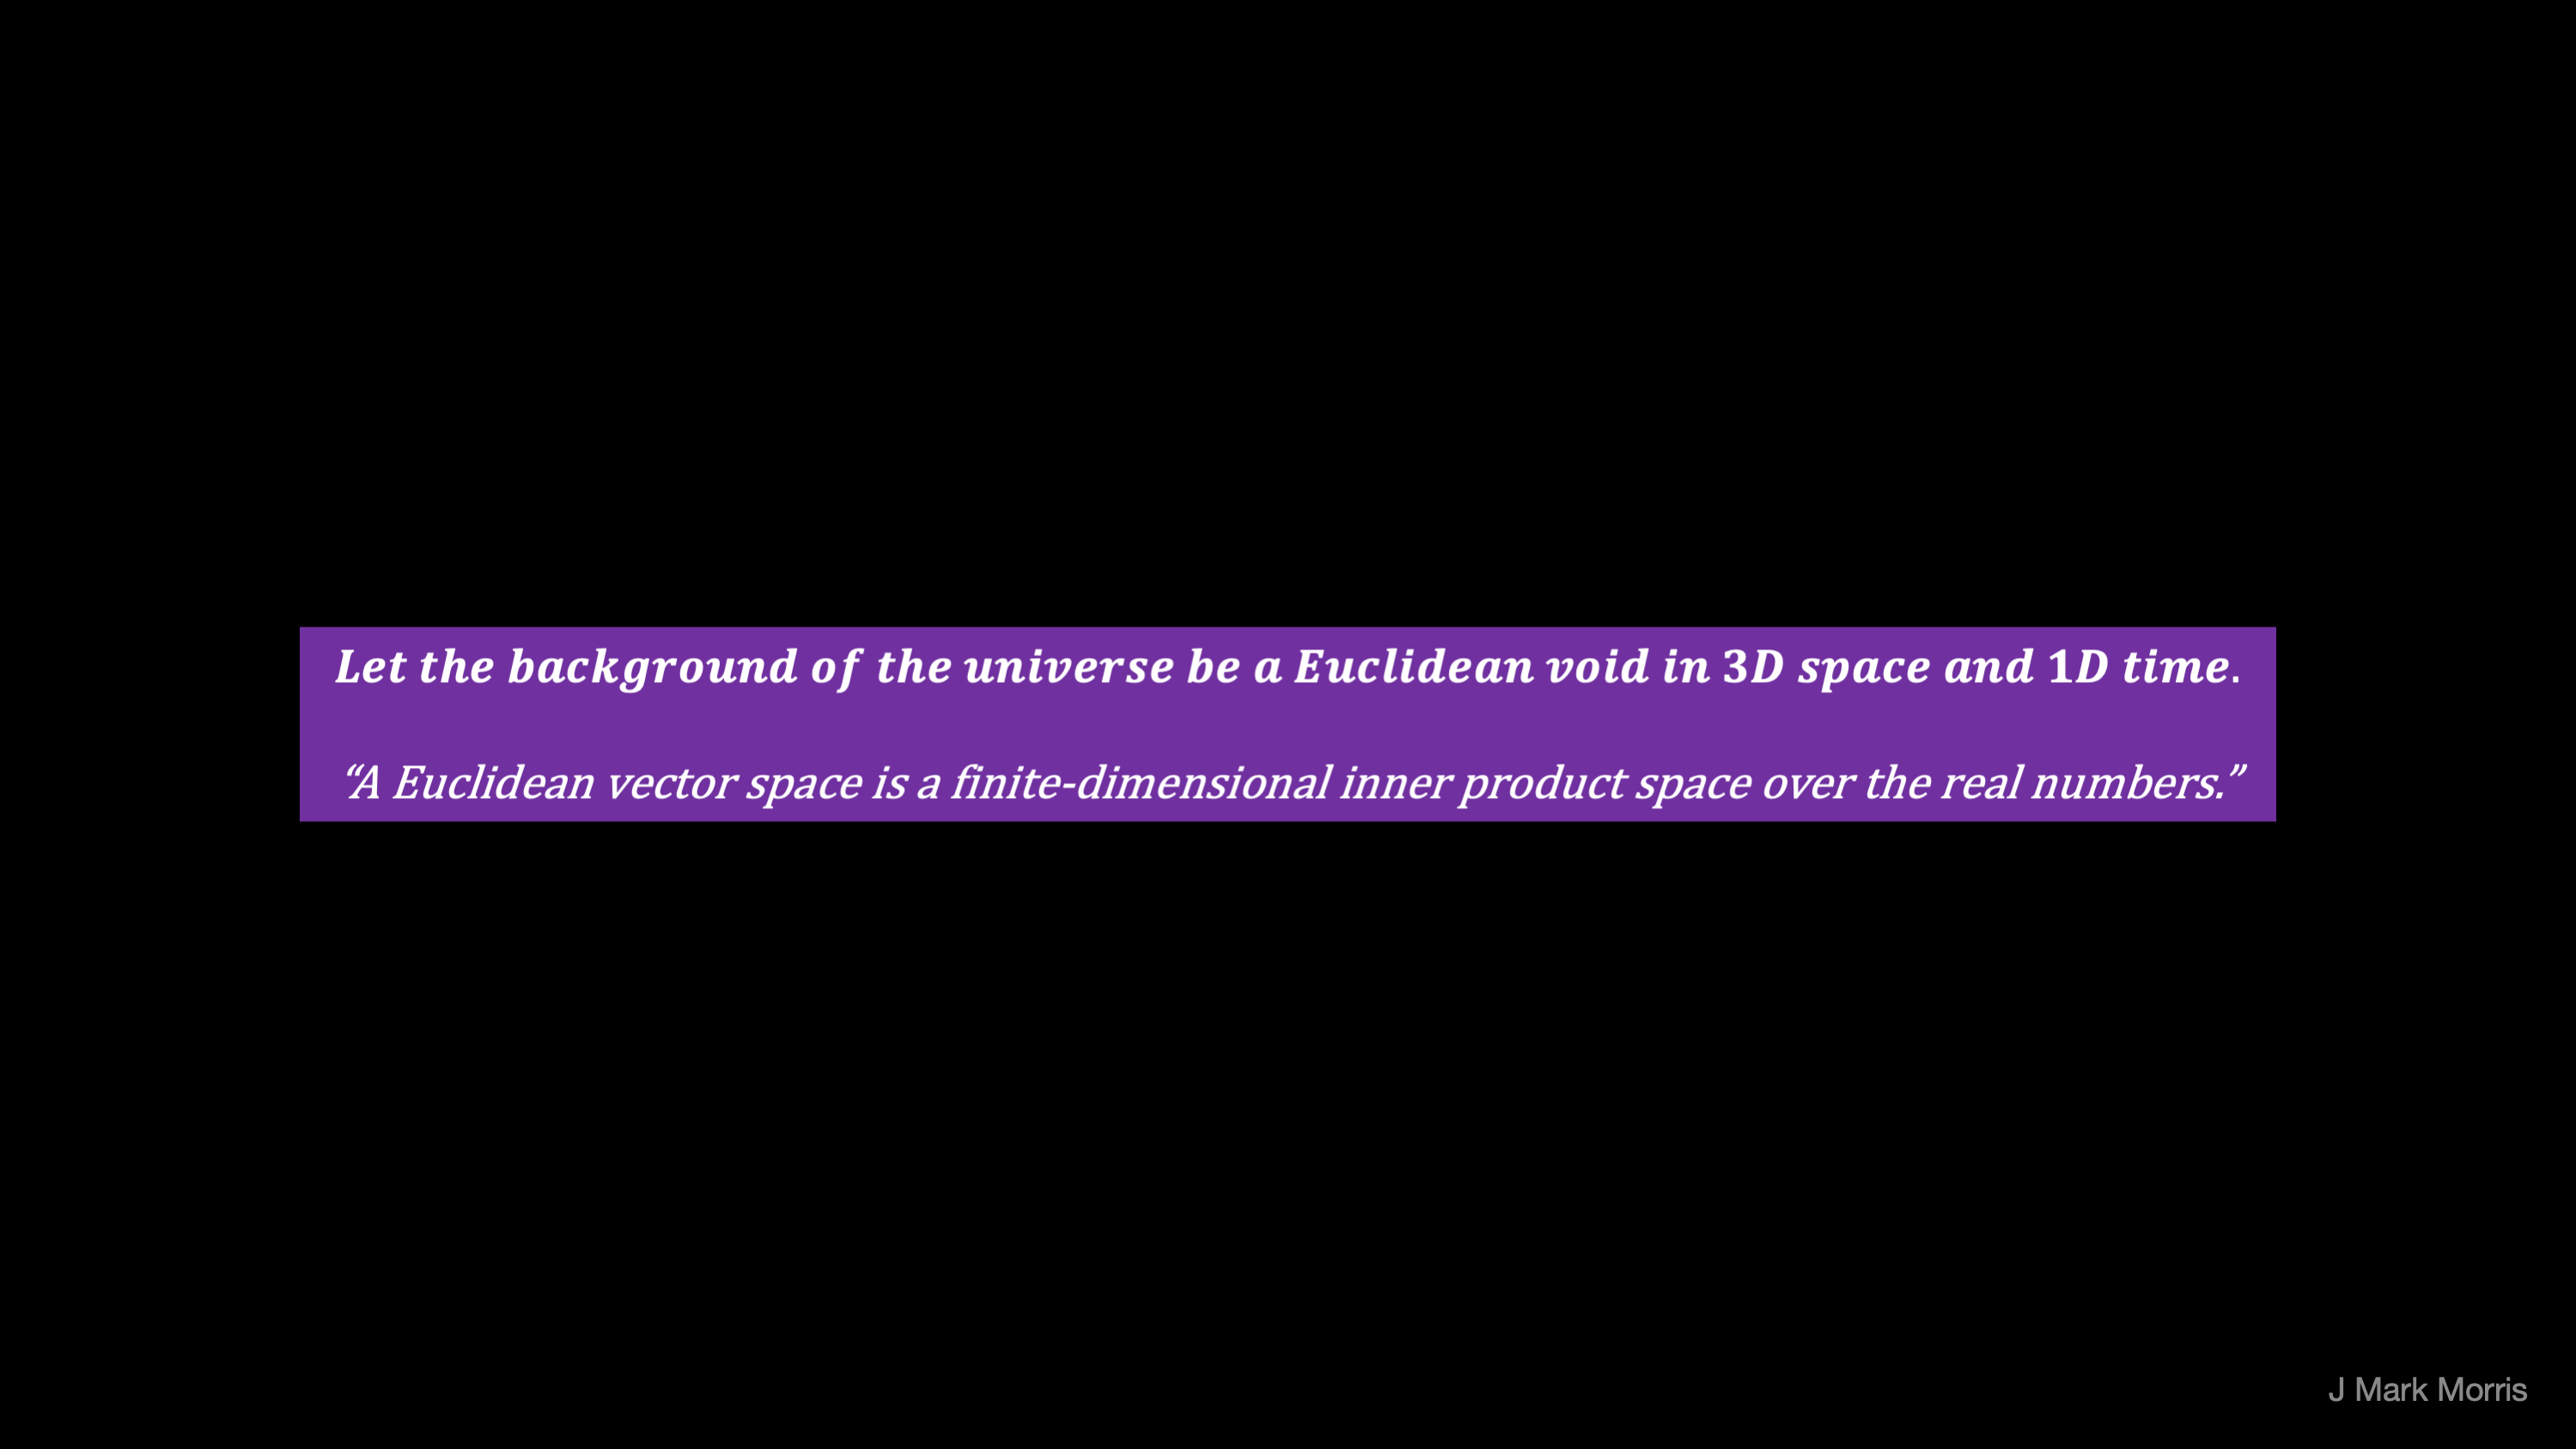 Let the background of the universe be a Euclidean void in 3D space and 1D time.
“A Euclidean vector space is a finite-dimensional inner product space over the real numbers.”
J Mark Morris